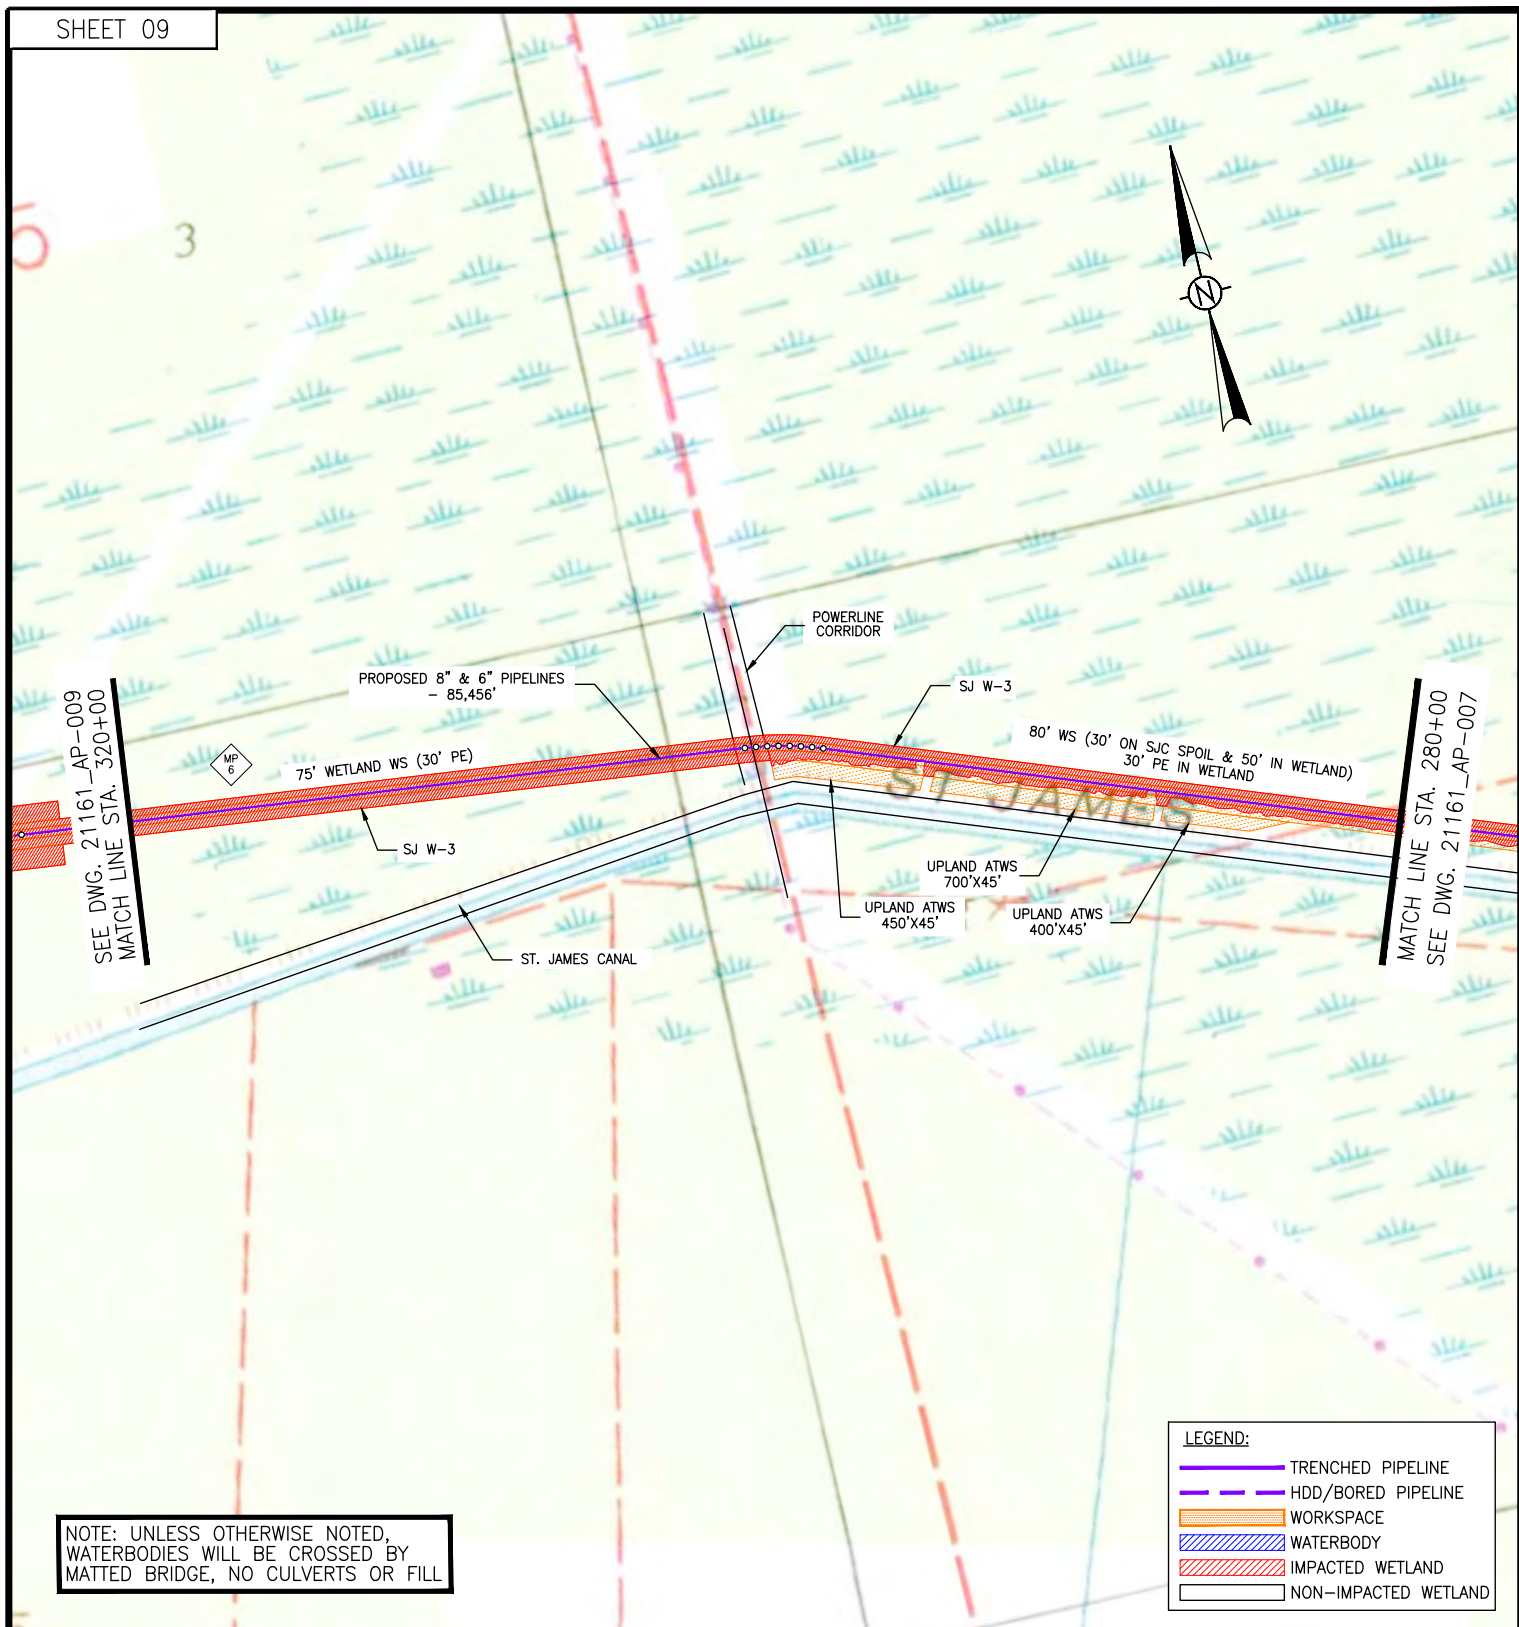 SHEET 09
3
N
POWERLINE
CORRIDOR
PROPOSED 8" & 6" PIPELINES
- 85,456'
SJ W-3
80' WS (30' ON SJC SPOIL & 50' IN WETLAND)
30' PE IN WETLAND
SEE DWG. 21161_AP-009
MATCH LINE STA. 320+00
MP
6
75' WETLAND WS (30' PE)
SJ W-3
ST JAMES
MATCH LINE STA. 280+00
SEE DWG. 21161_AP-007
UPLAND ATWS
700'X45'
UPLAND ATWS
450'X45'
UPLAND ATWS
400'X45'
ST. JAMES CANAL
LEGEND:
TRENCHED PIPELINE
HDD/BORED PIPELINE
WORKSPACE
WATERBODY
IMPACTED WETLAND
NON-IMPACTED WETLAND
NOTE: UNLESS OTHERWISE NOTED,
WATERBODIES WILL BE CROSSED BY
MATTED BRIDGE, NO CULVERTS OR FILL